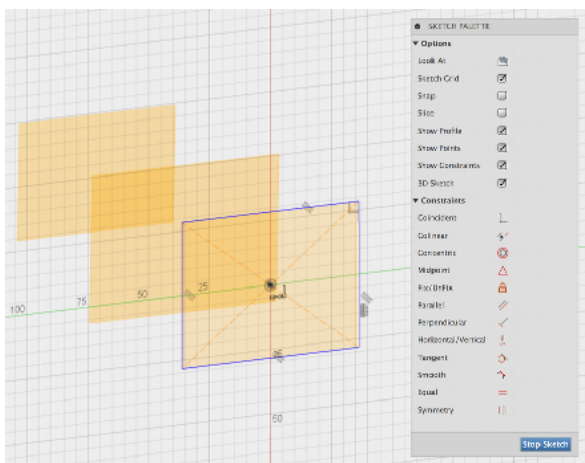 SKETCH PALETTE
Options
Look At
Sketch Grid
Snap
Slice
Show Profile
Show Points
Show Constraints
3D Sketch
Constraints
Coincident
Colinear
Concentric
Midpoint
Fix/UnFix
Parallel
Perpendicular
Horizontal/Vertical
Tangent
Smooth
Equal
Symmetry
Stop Sketch
100
75
50
25
50